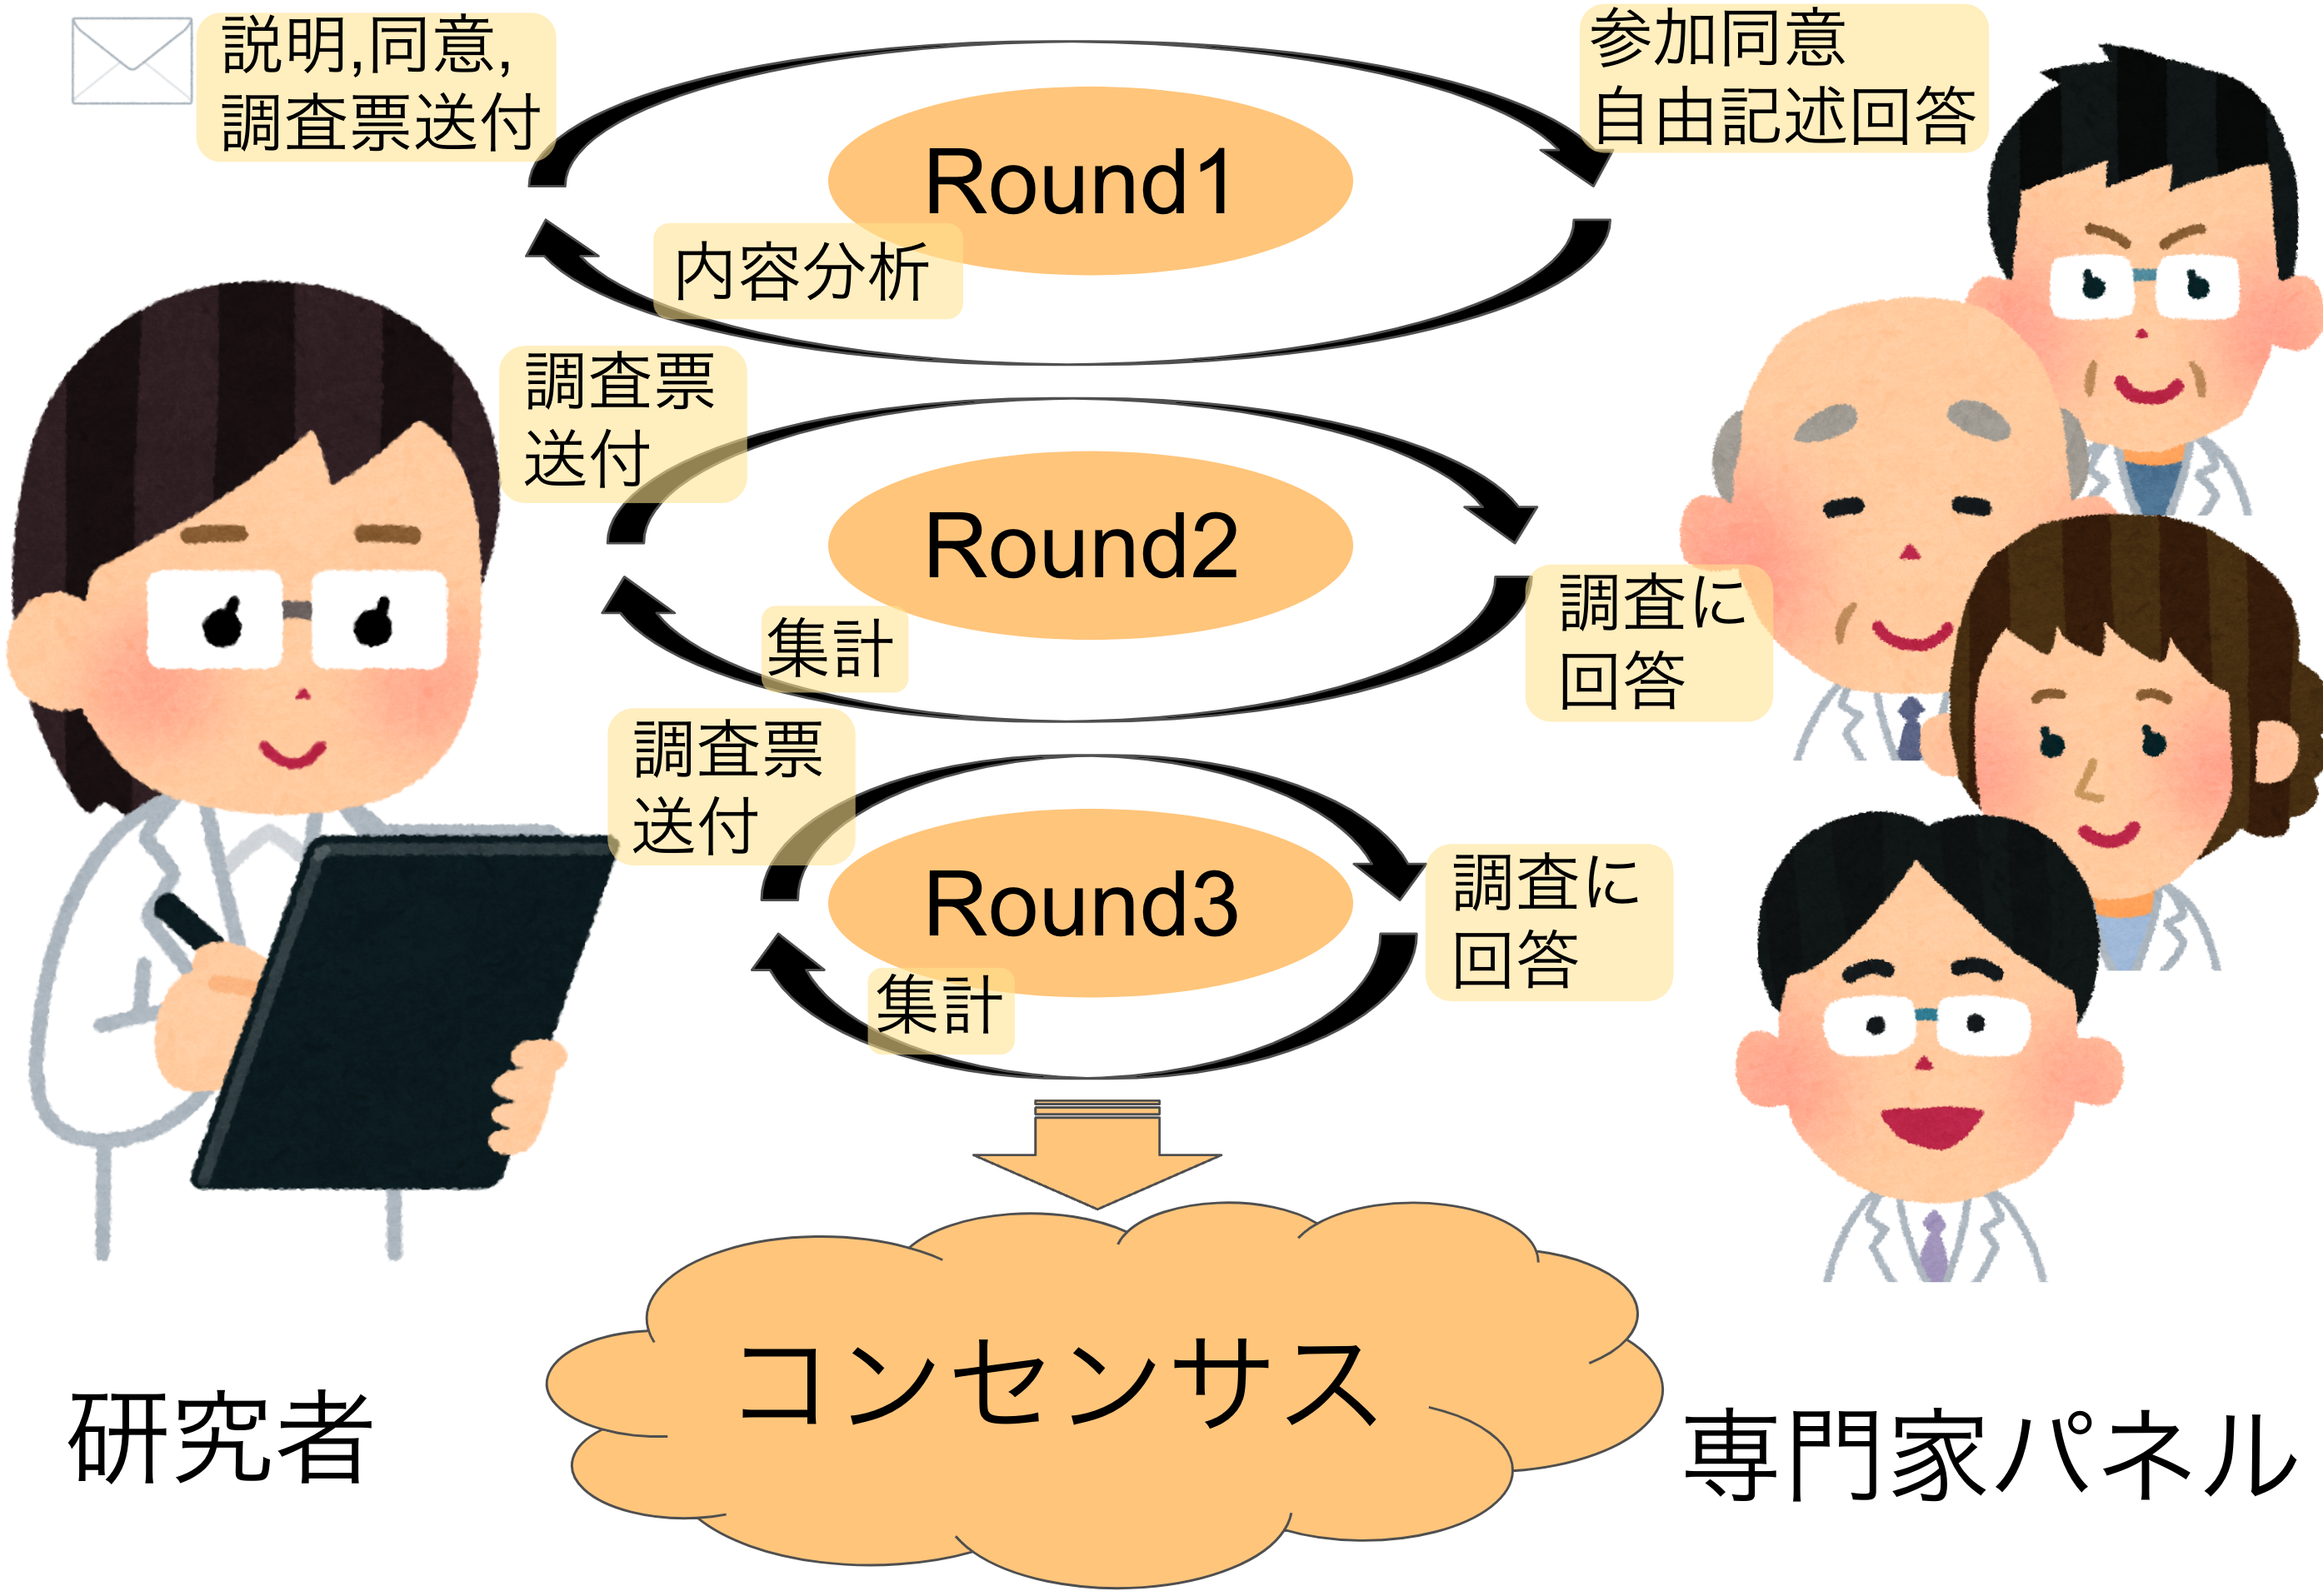 説明,同意,
調査票送付
参加同意
自由記述回答
Round1
内容分析
調査票
送付
Round2
調査に
回答
集計
調査票
送付
Round3
調査に
回答
集計
コンセンサス
研究者
専門家パネル